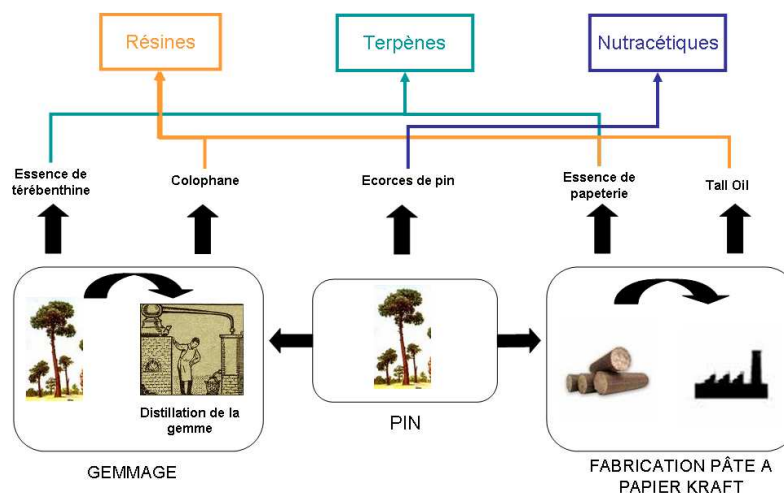 Résines
Terpènes
Nutracétiques
Essence de
térébenthine
Colophane
Ecorces de pin
Essence de
papeterie
Tall Oil
Distillation de la
gemme
GEMMAGE
PIN
FABRICATION PÂTE A
PAPIER KRAFT